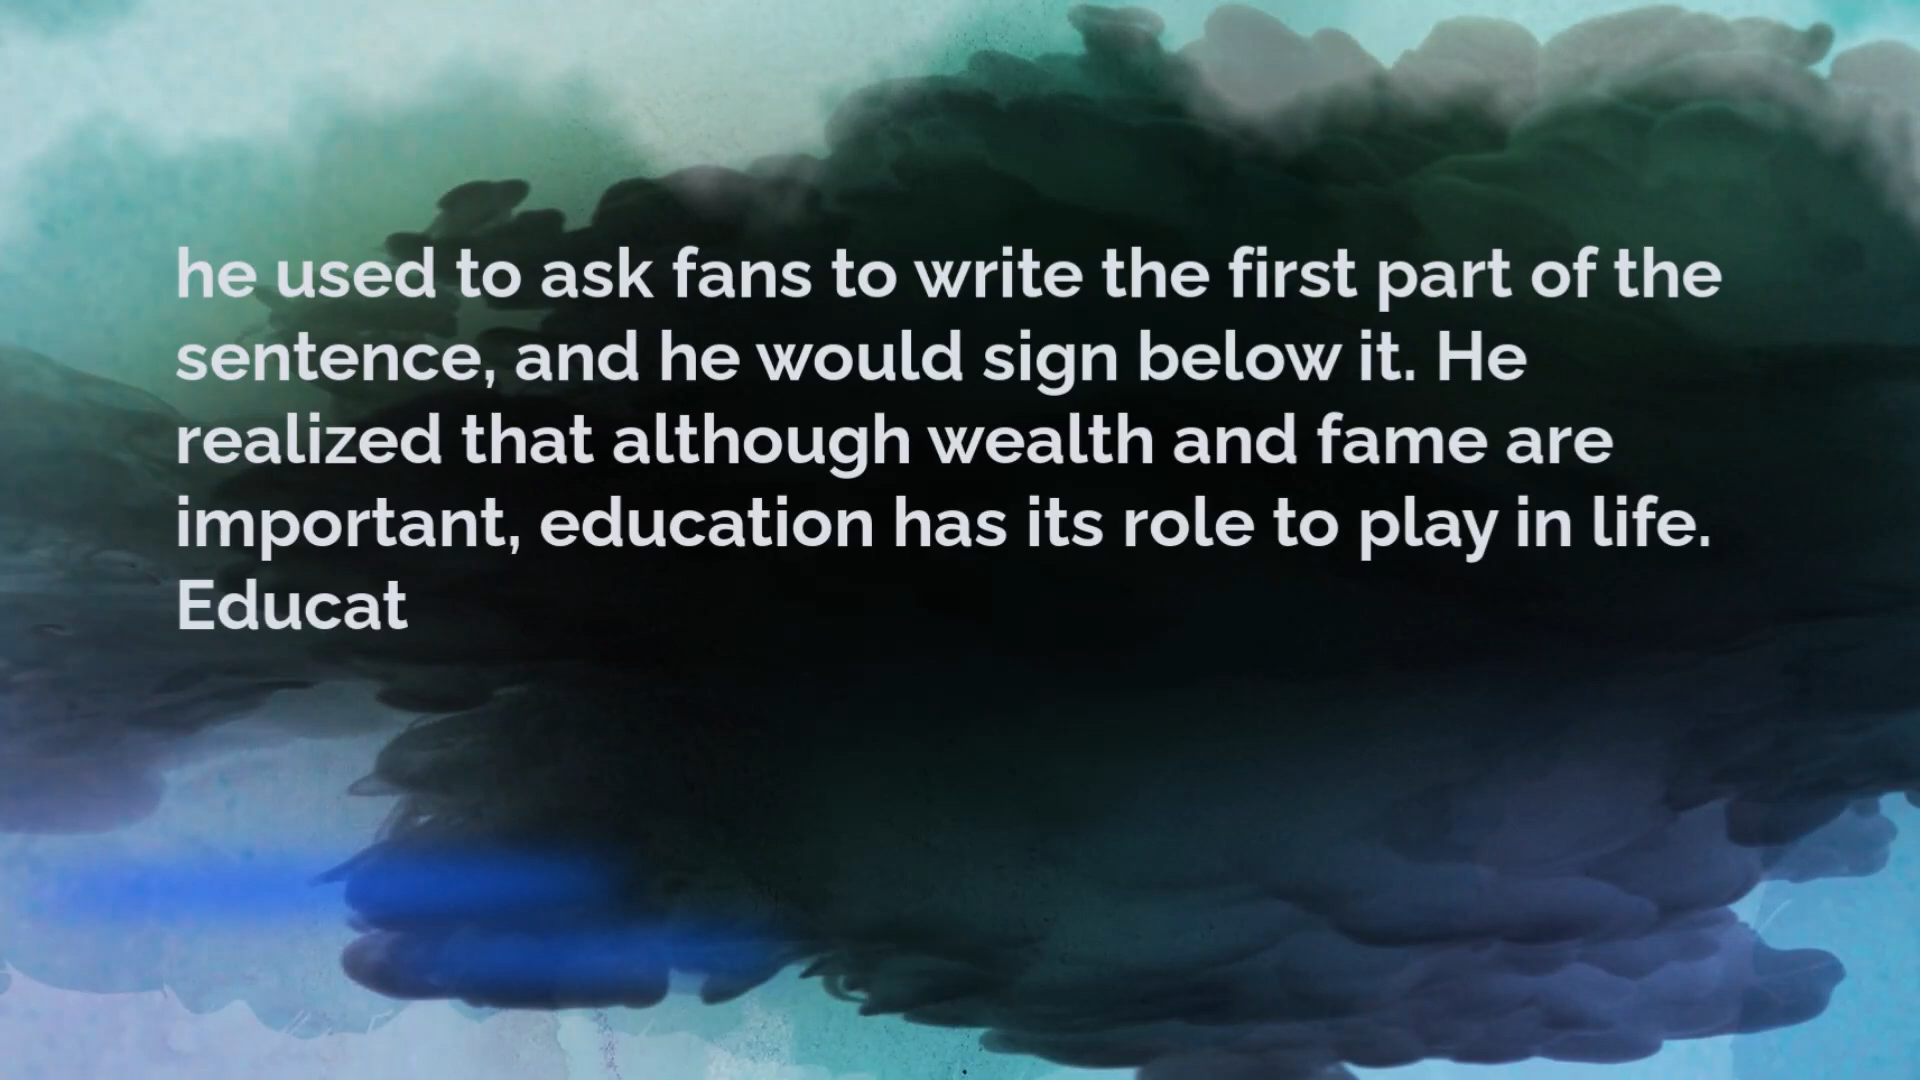 he used to ask fans to write the first part of the
sentence, and he would sign below it. He
realized that although wealth and fame are
important, education has its role to play in life.
Educat